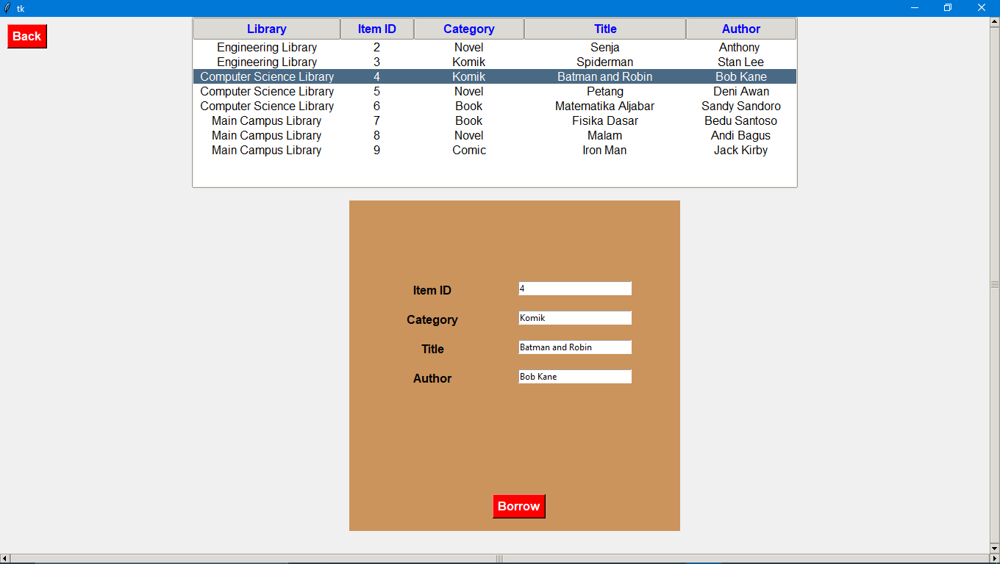 tk
Back
Library Item ID Category Title Author
Engineering Library 2 Novel Senja Anthony
Engineering Library 3 Komik Spiderman Stan Lee
Computer Science Library 4 Komik Batman and Robin Bob Kane
Computer Science Library 5 Novel Petang Deni Awan
Computer Science Library 6 Book Matematika Aljabar Sandy Sandoro
Main Campus Library 7 Book Fisika Dasar Bedu Santoso
Main Campus Library 8 Novel Malam Andi Bagus
Main Campus Library 9 Comic Iron Man Jack Kirby
Item ID 4
Category Komik
Title Batman and Robin
Author Bob Kane
Borrow